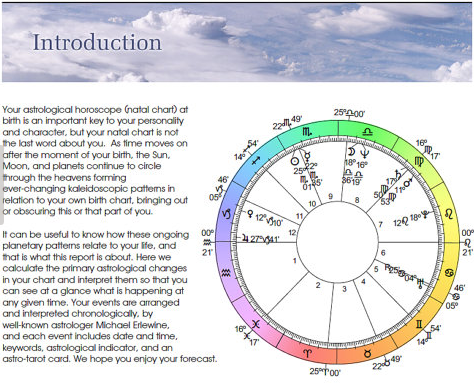 Introduction
Your astrological horoscope (natal chart) at
birth is an important key to your personality
and character, but your natal chart is not
the last word about you.  As time moves on
after the moment of your birth, the Sun,
Moon, and planets continue to circle
through the heavens forming
ever-changing kaleidoscopic patterns in
relation to your own birth chart, bringing out
or obscuring this or that part of you.
It can be useful to know how these ongoing
planetary patterns relate to your life, and
that is what this report is about. Here we
calculate the primary astrological changes
in your chart and interpret them so that you
can see at a glance what is happening at
any given time. Your events are arranged
and interpreted chronologically, by
well-known astrologer Michael Erlewine,
and each event includes date and time,
keywords, astrological indicator, and an
astro-tarot card. We hope you enjoy your forecast.
25°♎00'
22°♏49'
14°♐54'
16°♍17'
05°♑46'
00°♒21'
00°♌21'
05°♋46'
16°♓17'
14°♊54'
25°♈00'
22°♉49'
☽ ♆
18° 16°
♎ ♎
36 19
♀ 12°♑10'
♃ 27°♑41'
12°♌18'
1
2
3
4
5
6
7
8
9
10
11
12